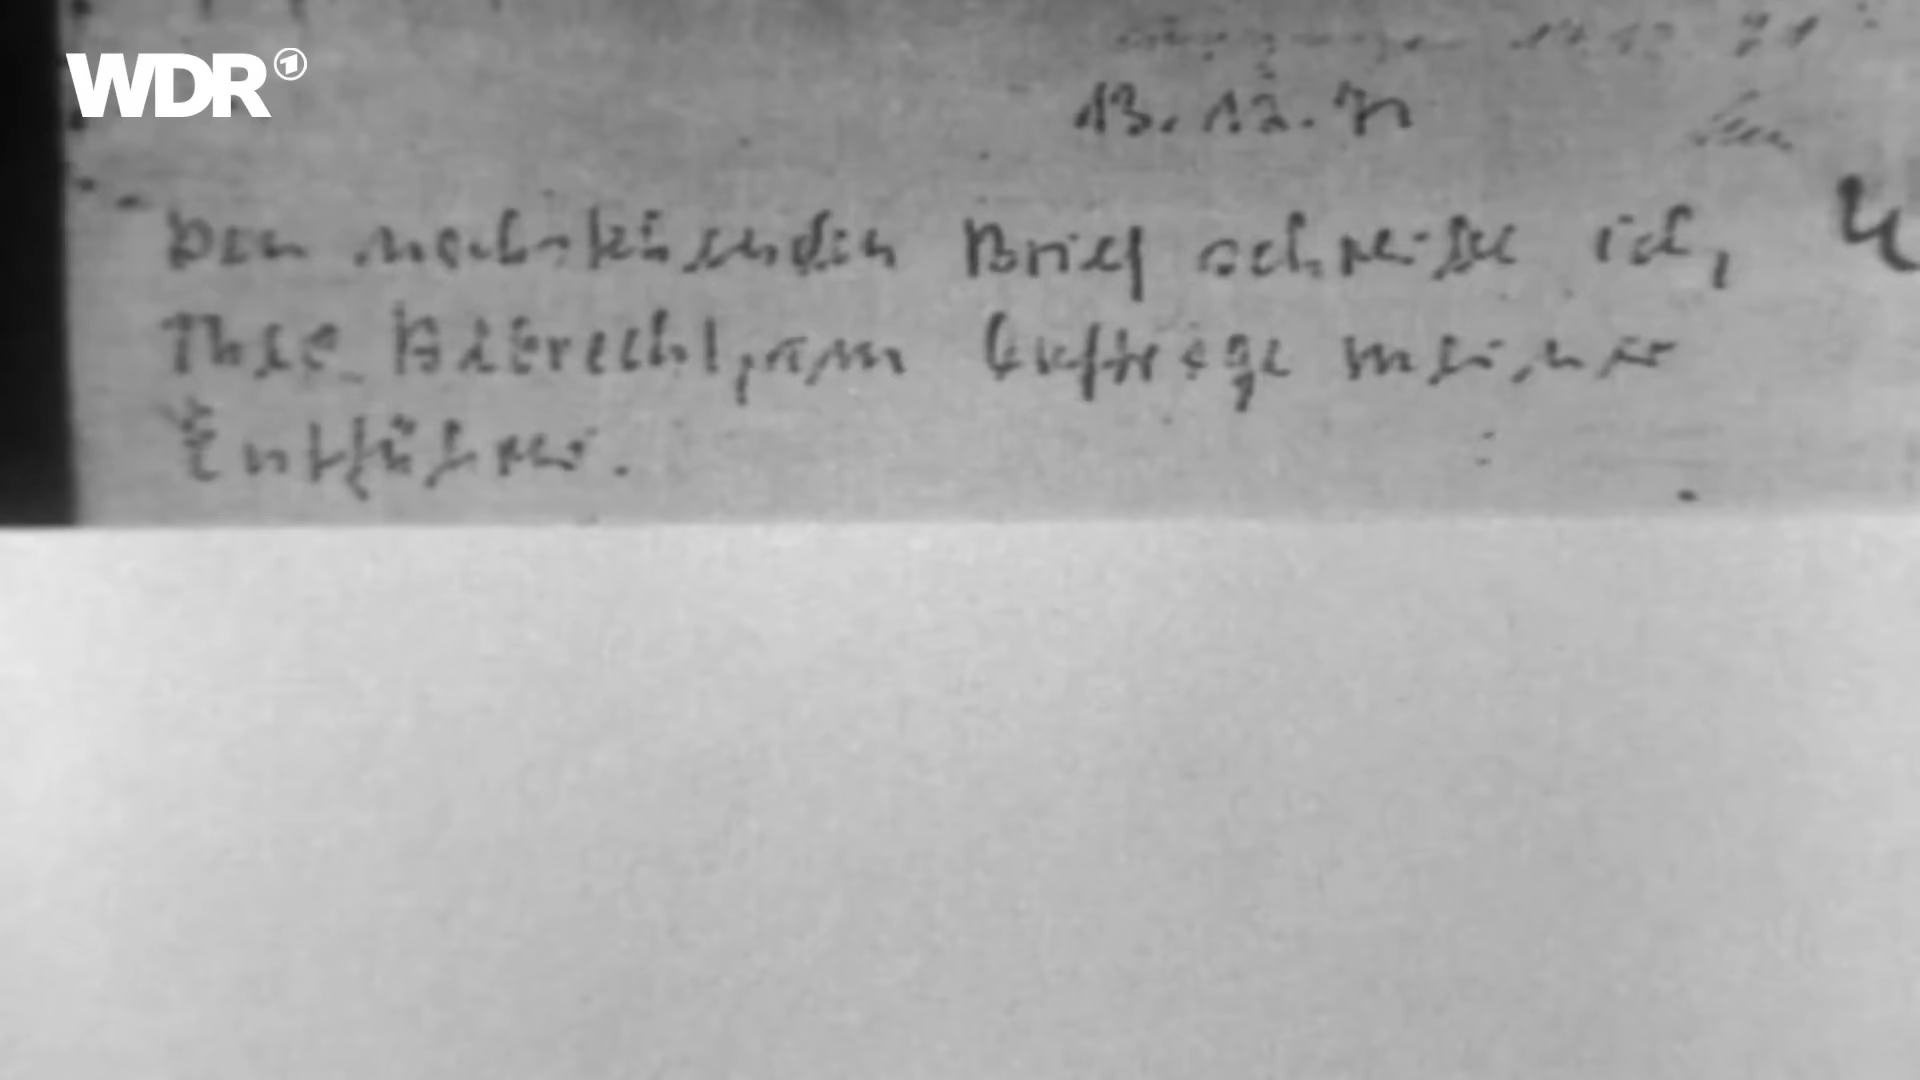 WDR
13.12.71
Den nachstehenden Brief schreibe ich,
Theo Albrecht, im Auftrage meiner
Entführer.